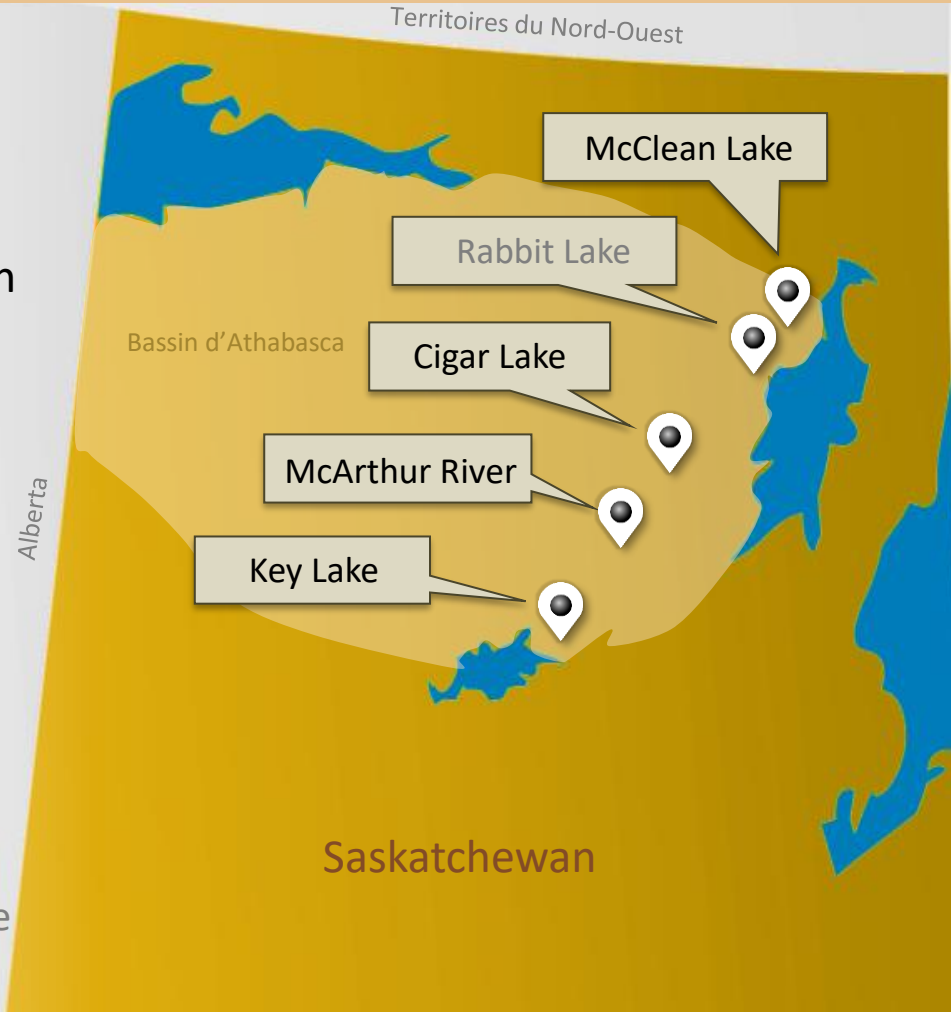 Territoires du Nord-Ouest
McClean Lake
Rabbit Lake
Bassin d'Athabasca
Cigar Lake
McArthur River
Alberta
Key Lake
Saskatchewan